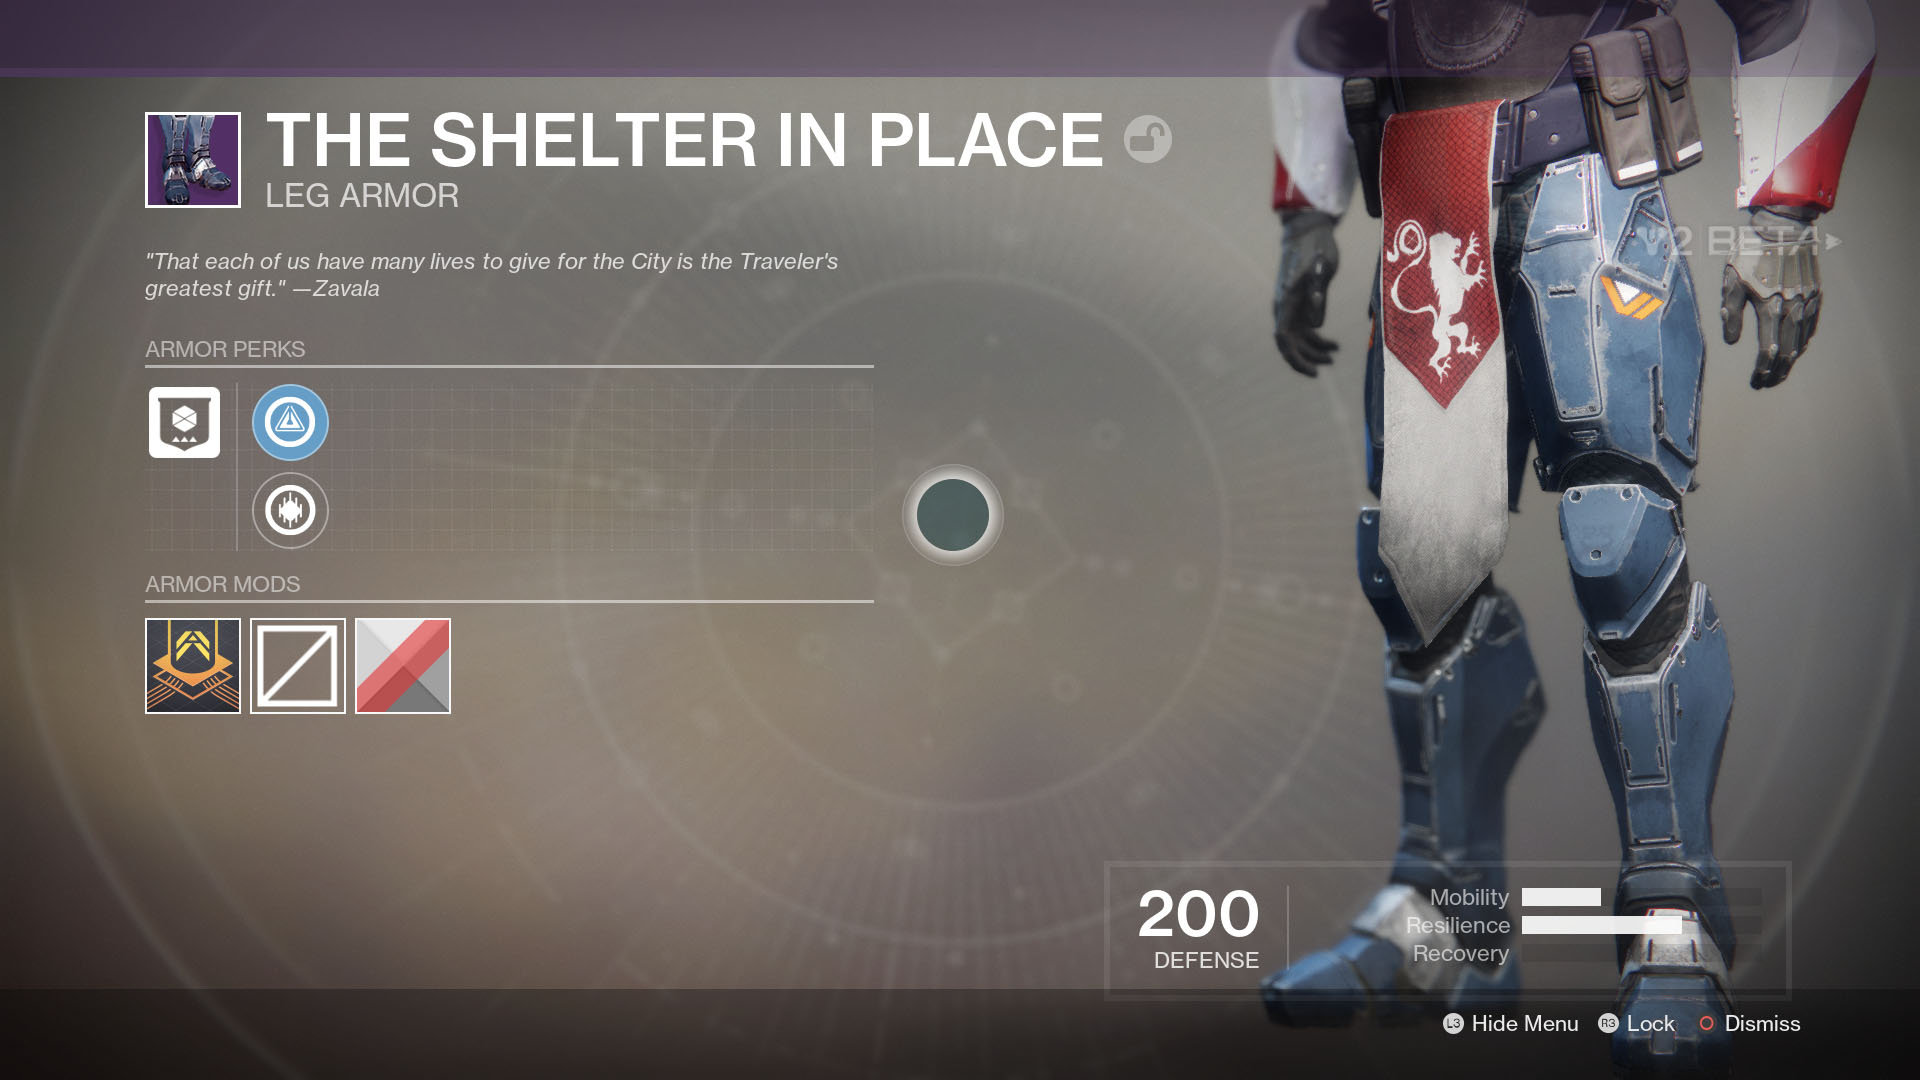 THE SHELTER IN PLACE
LEG ARMOR
"That each of us have many lives to give for the City is the Traveler's
greatest gift." —Zavala
ARMOR PERKS
ARMOR MODS
BETA
200
DEFENSE
Mobility
Resilience
Recovery
L3 Hide Menu R3 Lock Dismiss